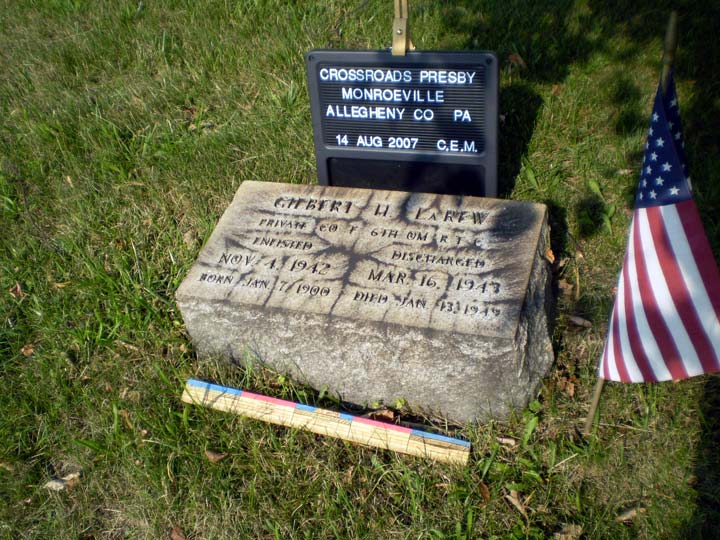 CROSSROADS PRESBY
MONROEVILLE
ALLEGHENY CO PA
14 AUG 2007 C.E.M.
GILBERT H. LAREW
PRIVATE CO F 6TH QM R T C
ENLISTED DISCHARGED
NOV. 4, 1942 MAR. 16, 1943
BORN JAN. 7, 1900 DIED JAN. 13, 1949